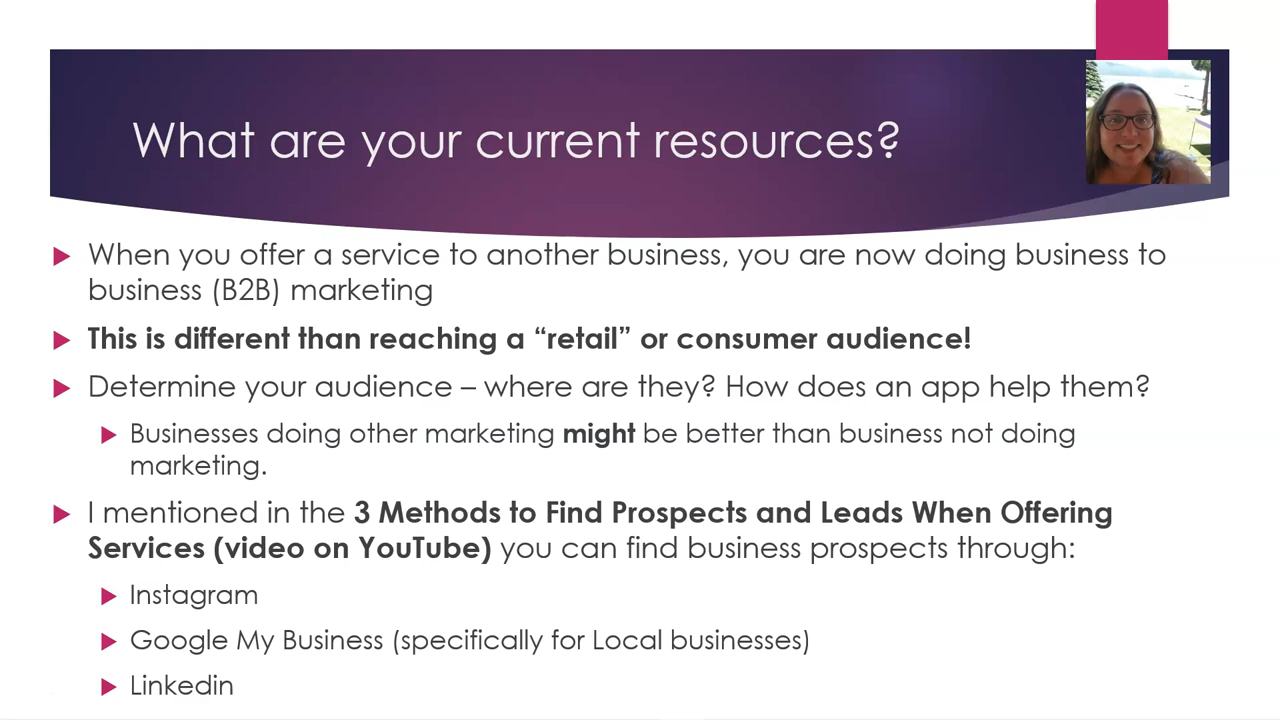 What are your current resources?
When you offer a service to another business, you are now doing business to
business (B2B) marketing
This is different than reaching a “retail” or consumer audience!
Determine your audience – where are they? How does an app help them?
Businesses doing other marketing might be better than business not doing
marketing.
I mentioned in the 3 Methods to Find Prospects and Leads When Offering
Services (video on YouTube) you can find business prospects through:
Instagram
Google My Business (specifically for Local businesses)
Linkedin